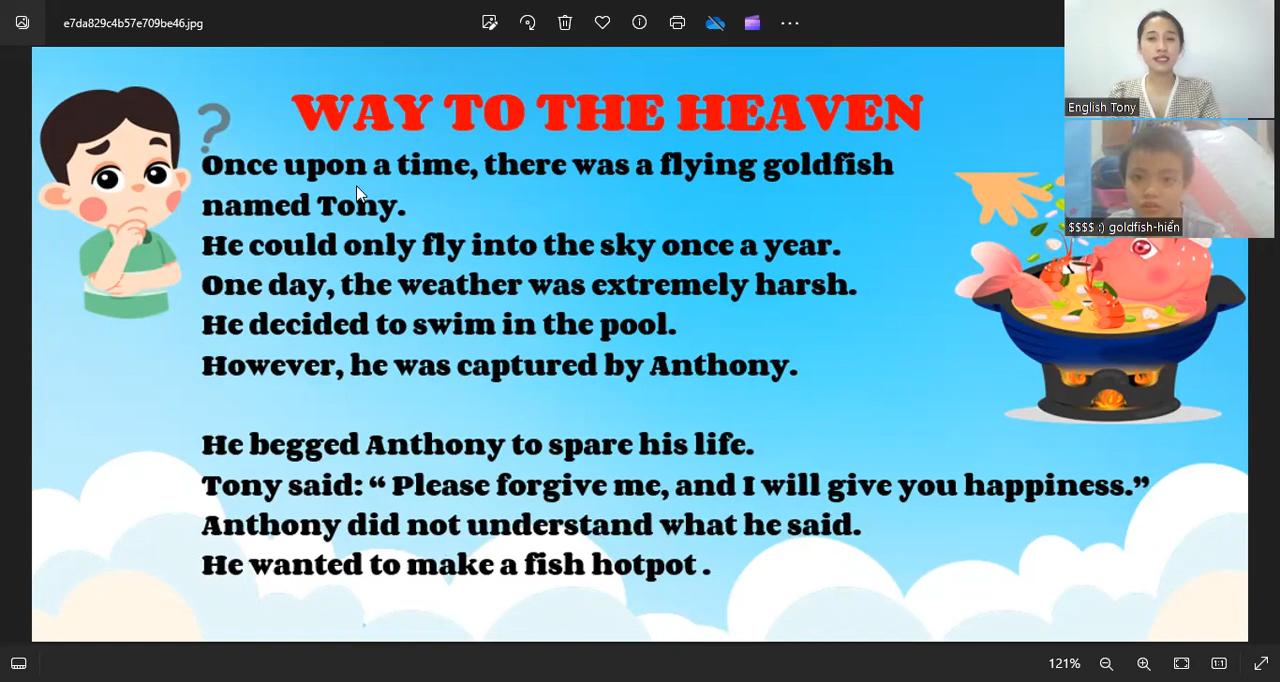 e7da829c4b57e709be46.jpg
English Tony
$$$$ :) goldfish-hiển
?
WAY TO THE HEAVEN
Once upon a time, there was a flying goldfish
named Tony.
He could only fly into the sky once a year.
One day, the weather was extremely harsh.
He decided to swim in the pool.
However, he was captured by Anthony.
He begged Anthony to spare his life.
Tony said: “ Please forgive me, and I will give you happiness.”
Anthony did not understand what he said.
He wanted to make a fish hotpot .
121%
1:1